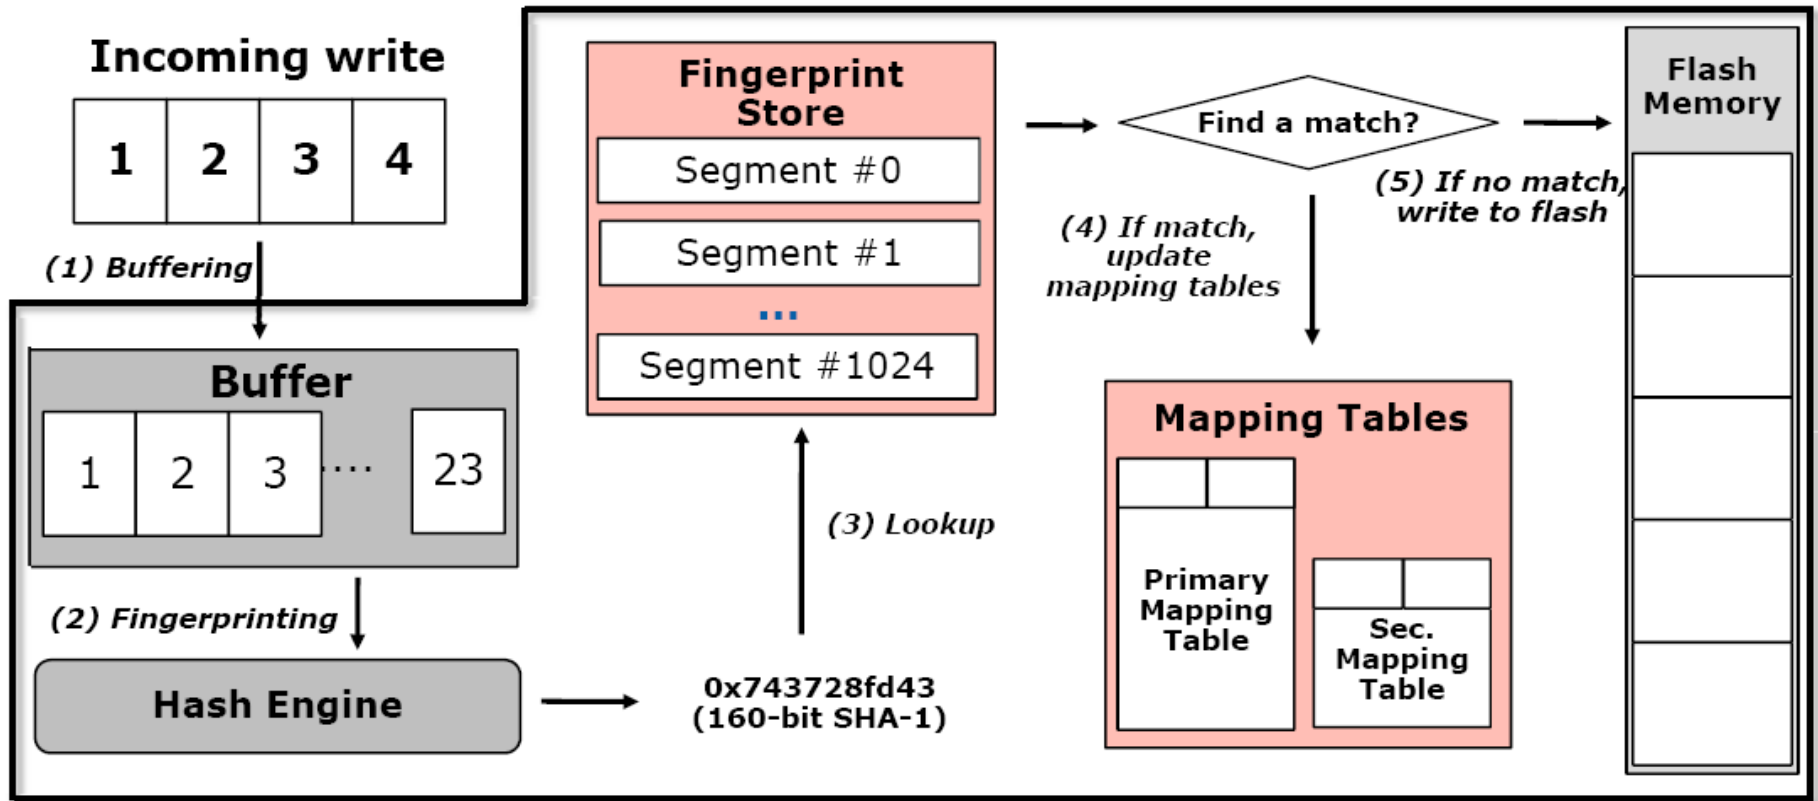 Incoming write
1 2 3 4
(1) Buffering
Buffer
1 2 3 .... 23
(2) Fingerprinting
Hash Engine
0x743728fd43
(160-bit SHA-1)
(3) Lookup
Fingerprint
Store
Segment #0
Segment #1
...
Segment #1024
Find a match?
(4) If match,
update
mapping tables
(5) If no match,
write to flash
Mapping Tables
Primary
Mapping
Table
Sec.
Mapping
Table
Flash
Memory